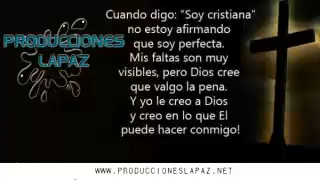 Cuando digo: "Soy cristiana"
no estoy afirmando
que soy perfecta.
Mis faltas son muy
visibles, pero Dios cree
que valgo la pena.
Y yo le creo a Dios
y creo en lo que El
puede hacer conmigo!
PRODUCCIONES
LAPAZ
WWW.PRODUCCIONESLAPAZ.NET